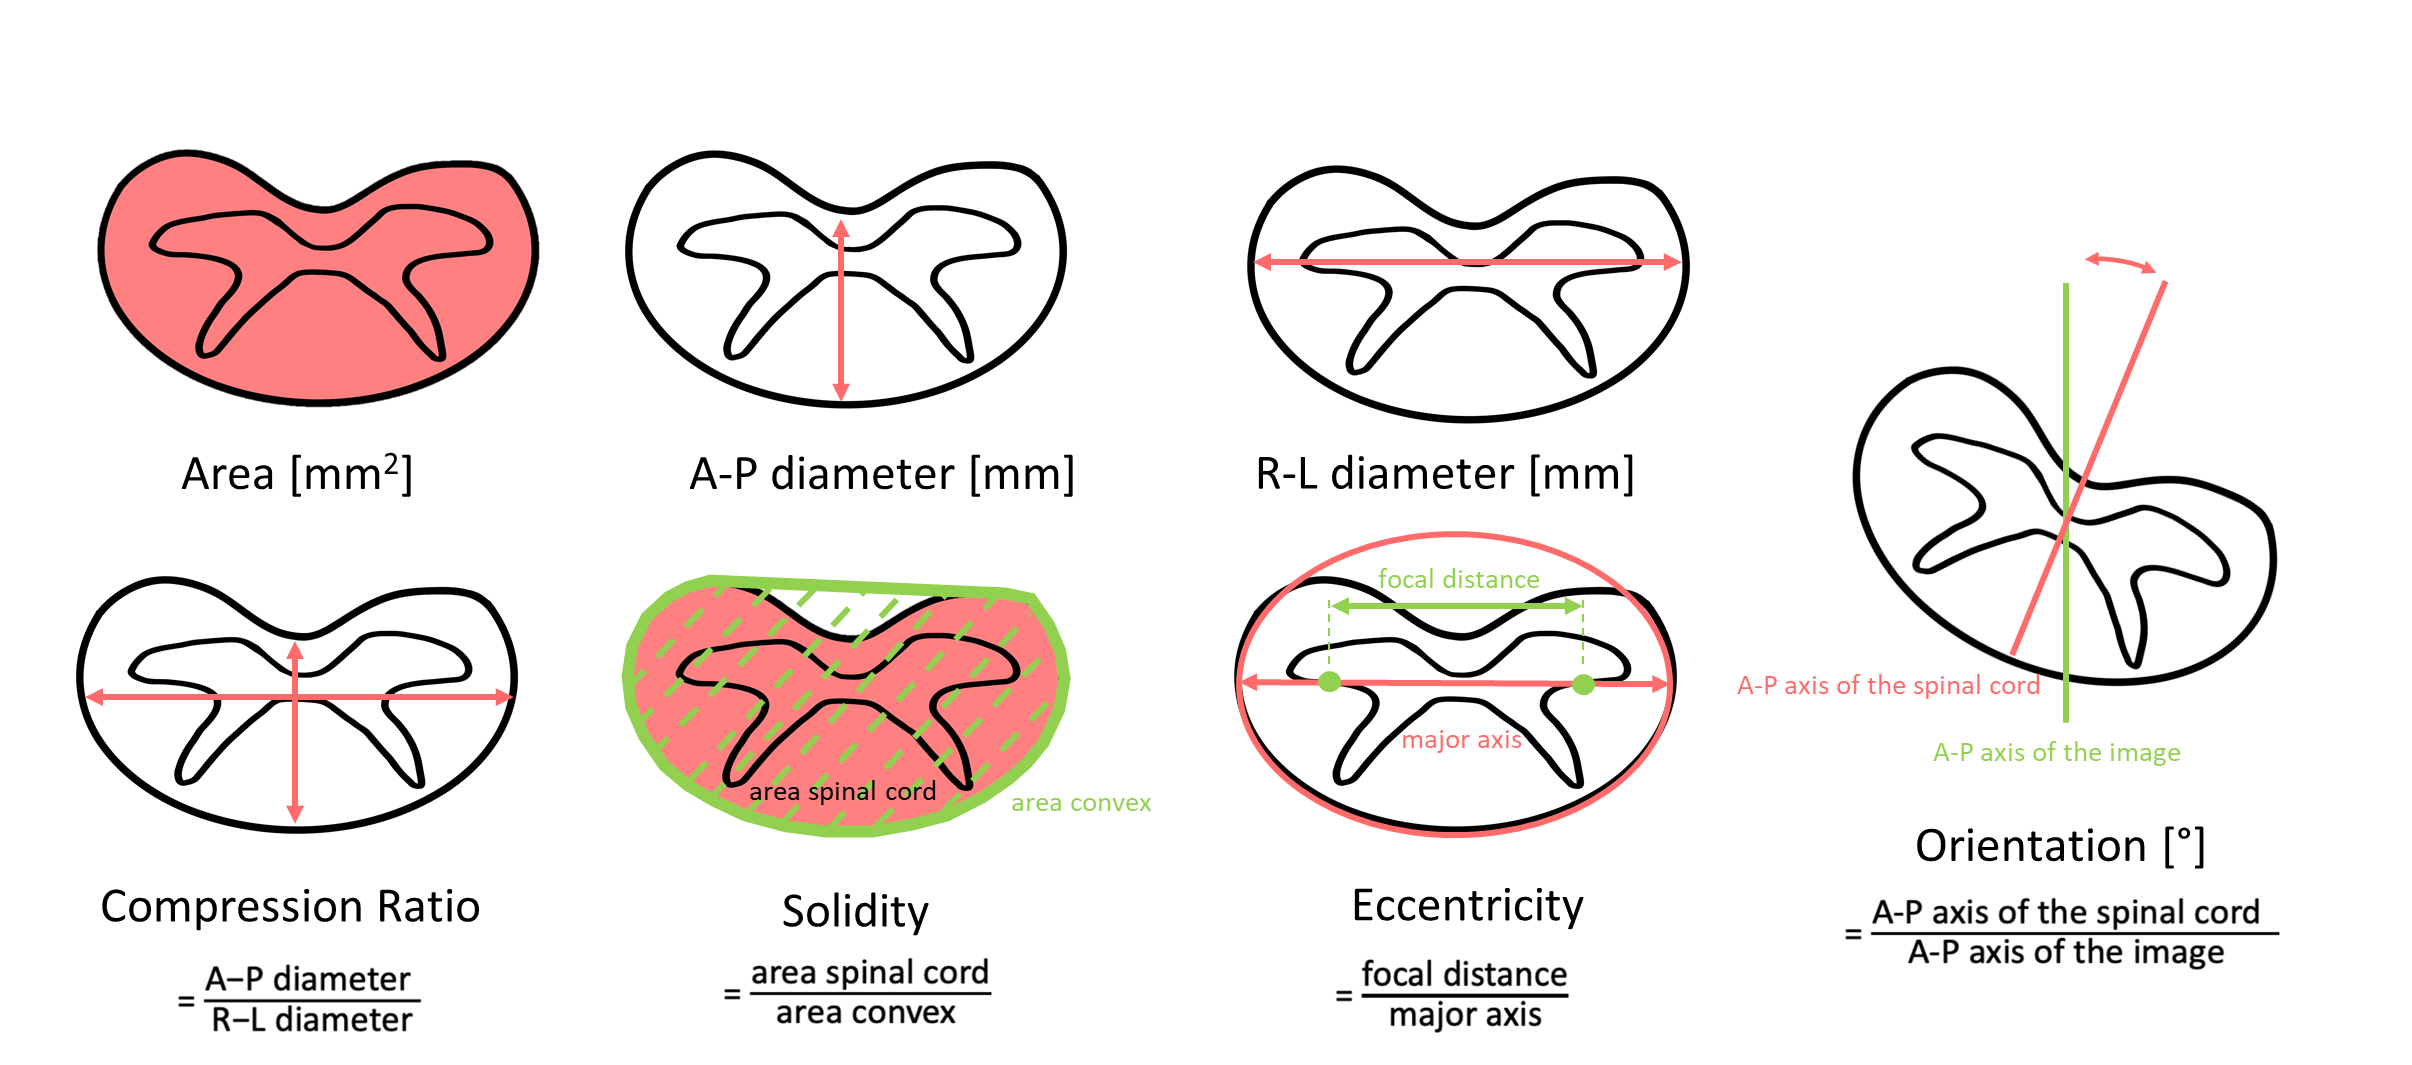 Area [mm²]
A-P diameter [mm]
R-L diameter [mm]
focal distance
major axis
area spinal cord
area convex
A-P axis of the spinal cord
A-P axis of the image
Compression Ratio
= A–P diameter
R–L diameter
Solidity
= area spinal cord
area convex
Eccentricity
= focal distance
major axis
Orientation [°]
= A-P axis of the spinal cord
A-P axis of the image